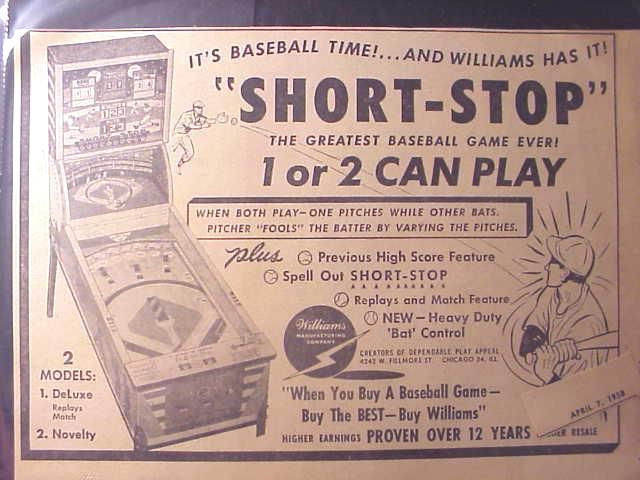 IT'S BASEBALL TIME!...AND WILLIAMS HAS IT!
"SHORT-STOP"
THE GREATEST BASEBALL GAME EVER!
1 or 2 CAN PLAY
WHEN BOTH PLAY—ONE PITCHES WHILE OTHER BATS.
PITCHER "FOOLS" THE BATTER BY VARYING THE PITCHES.
plus
Previous High Score Feature
Spell Out SHORT-STOP
Replays and Match Feature
NEW—Heavy Duty
'Bat' Control
Williams
MANUFACTURING
COMPANY
CREATORS OF DEPENDABLE PLAY APPEAL
4242 W. FILLMORE ST CHICAGO 24, ILL.
2
MODELS:
1. DeLuxe
Replays
Match
2. Novelty
"When You Buy A Baseball Game—
Buy The BEST—Buy Williams"
HIGHER EARNINGS PROVEN OVER 12 YEARS RESALE
APRIL 7, 1958